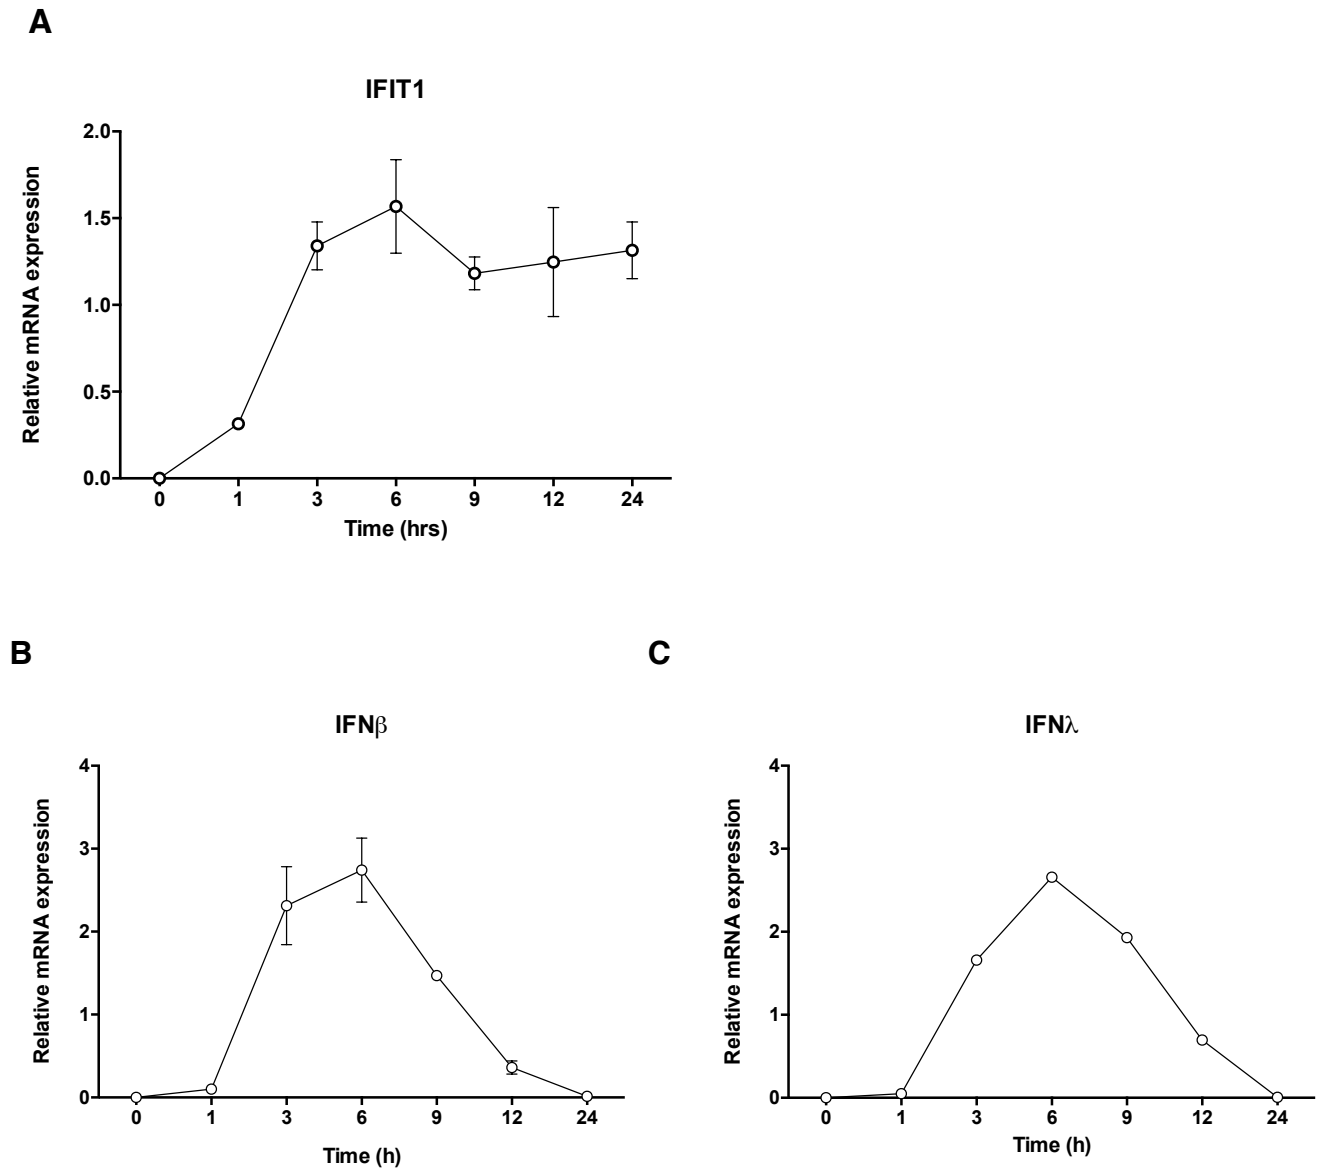 A
IFIT1
Relative mRNA expression
2.0
1.5
1.0
0.5
0.0
0 1 3 6 9 12 24
Time (hrs)
B
IFNβ
Relative mRNA expression
4
3
2
1
0
0 1 3 6 9 12 24
Time (h)
C
IFNλ
Relative mRNA expression
4
3
2
1
0
0 1 3 6 9 12 24
Time (h)